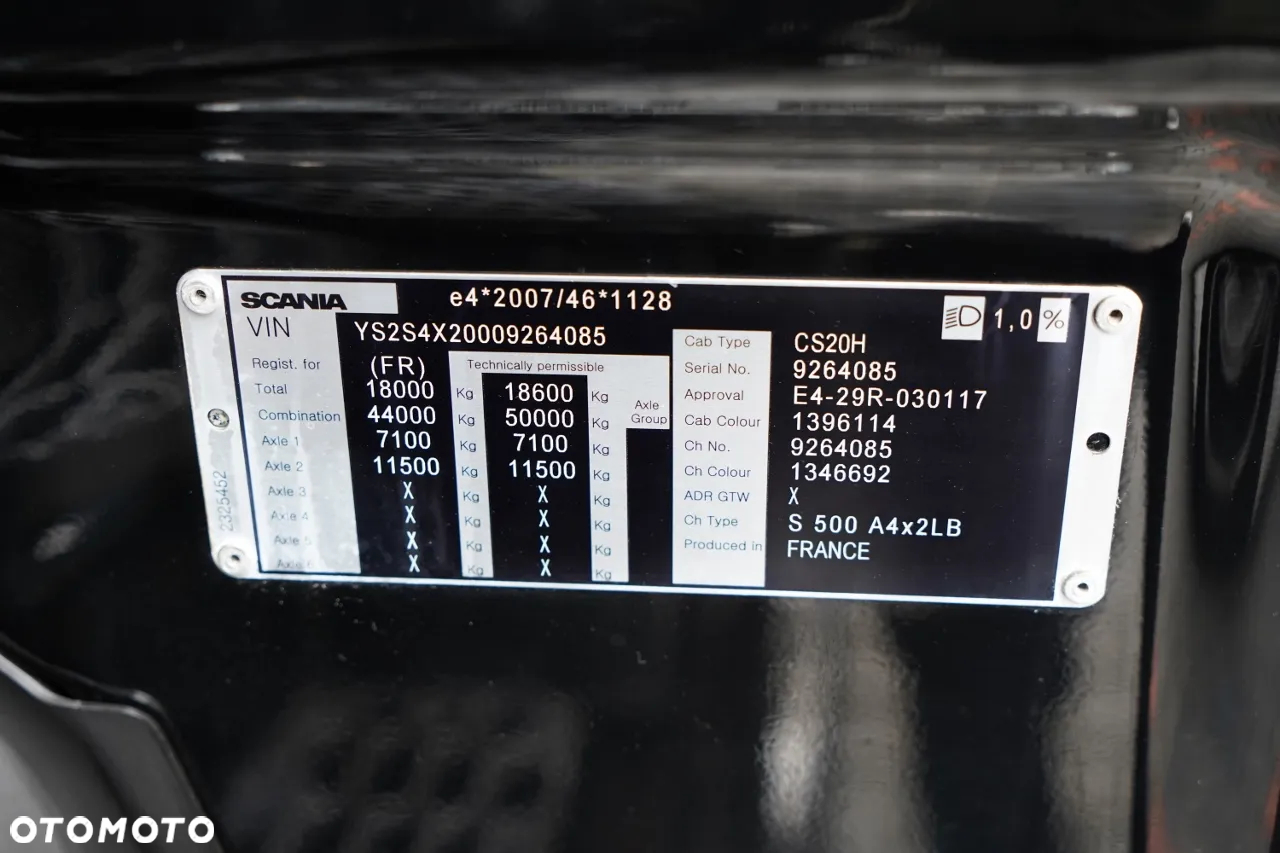 SCANIA e4*2007/46*1128 1,0 %
VIN YS2S4X20009264085
Regist. for (FR) Technically permissible
Total 18000 Kg 18600 Kg
Combination 44000 Kg 50000 Kg Axle Group
Axle 1 7100 Kg 7100 Kg
Axle 2 11500 Kg 11500 Kg
Axle 3 X Kg X Kg
Axle 4 X Kg X Kg
Axle 5 X Kg X Kg
Axle 6 X Kg X Kg
Cab Type CS20H
Serial No. 9264085
Approval E4-29R-030117
Cab Colour 1396114
Ch No. 9264085
Ch Colour 1346692
ADR GTW X
Ch Type S 500 A4x2LB
Produced in FRANCE
2325452
OTOMOTO